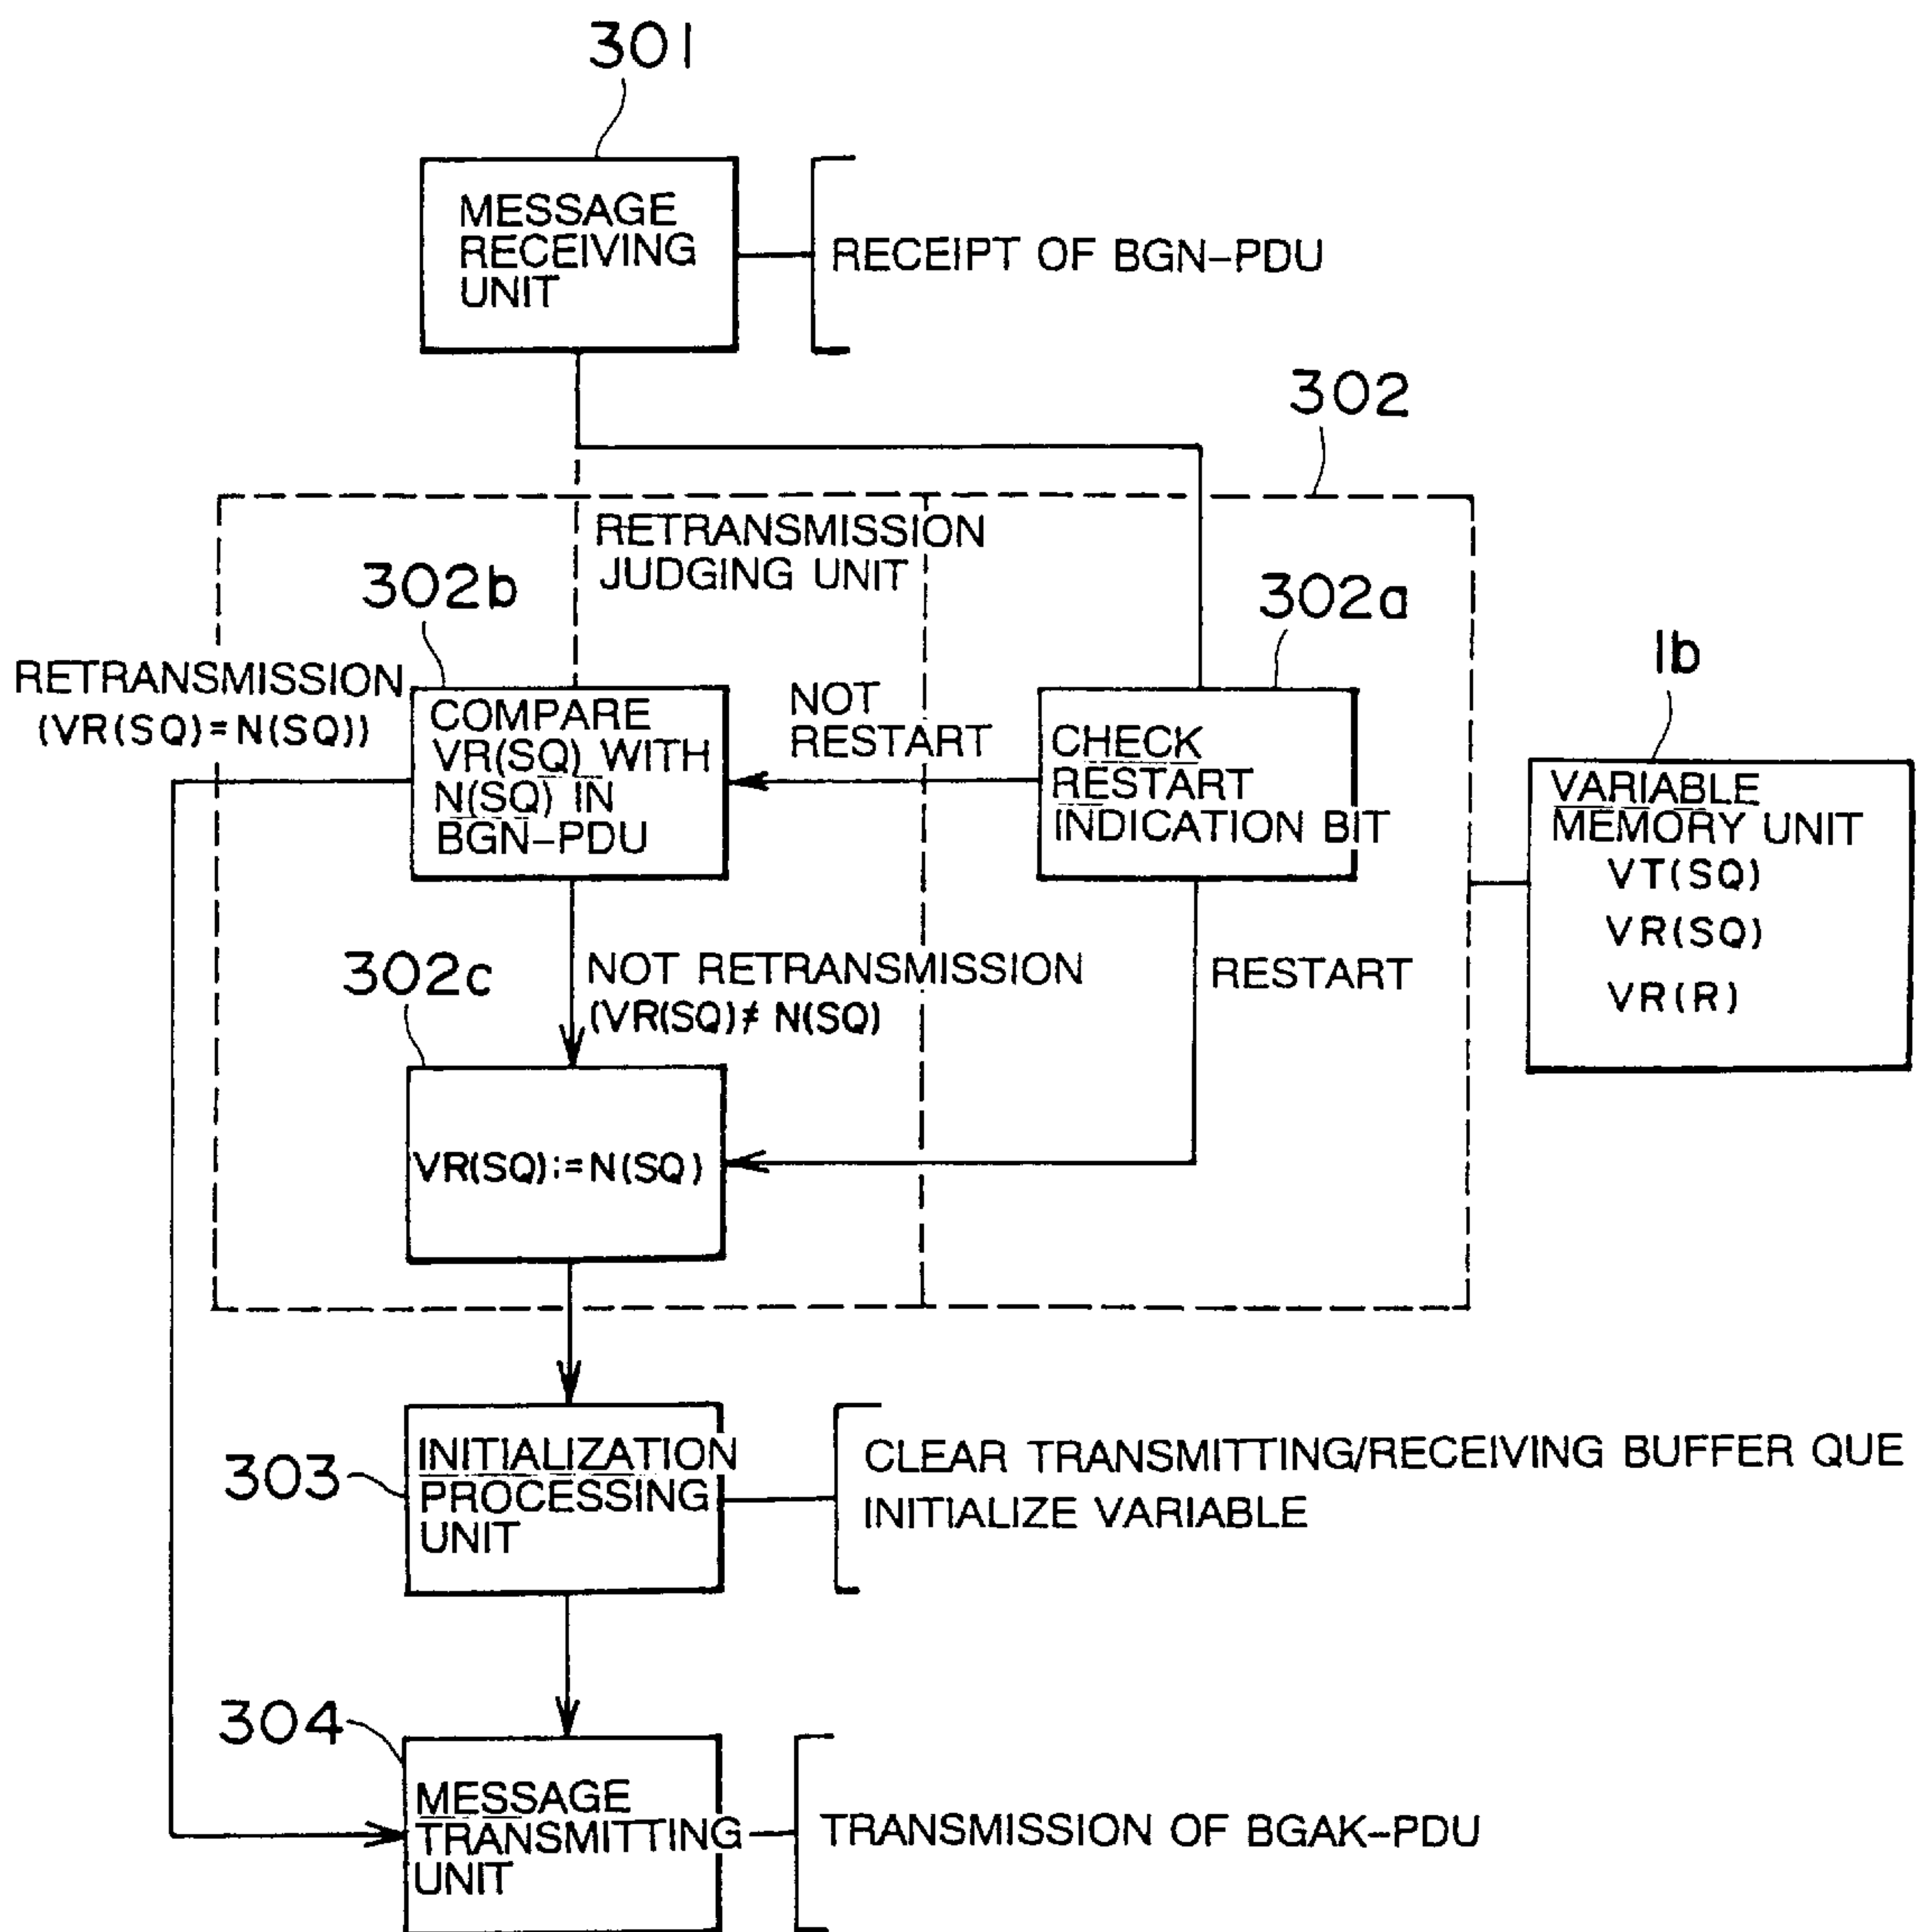 301
MESSAGE
RECEIVING
UNIT
RECEIPT OF BGN-PDU
302
RETRANSMISSION
JUDGING UNIT
302b
302a
1b
RETRANSMISSION
(VR(SQ)=N(SQ))
COMPARE
VR(SQ) WITH
N(SQ) IN
BGN-PDU
NOT
RESTART
CHECK
RESTART
INDICATION BIT
VARIABLE
MEMORY UNIT
VT(SQ)
VR(SQ)
VR(R)
302c
NOT RETRANSMISSION
(VR(SQ)≠ N(SQ)
RESTART
VR(SQ):=N(SQ)
303
INITIALIZATION
PROCESSING
UNIT
CLEAR TRANSMITTING/RECEIVING BUFFER QUE
INITIALIZE VARIABLE
304
MESSAGE
TRANSMITTING
UNIT
TRANSMISSION OF BGAK-PDU